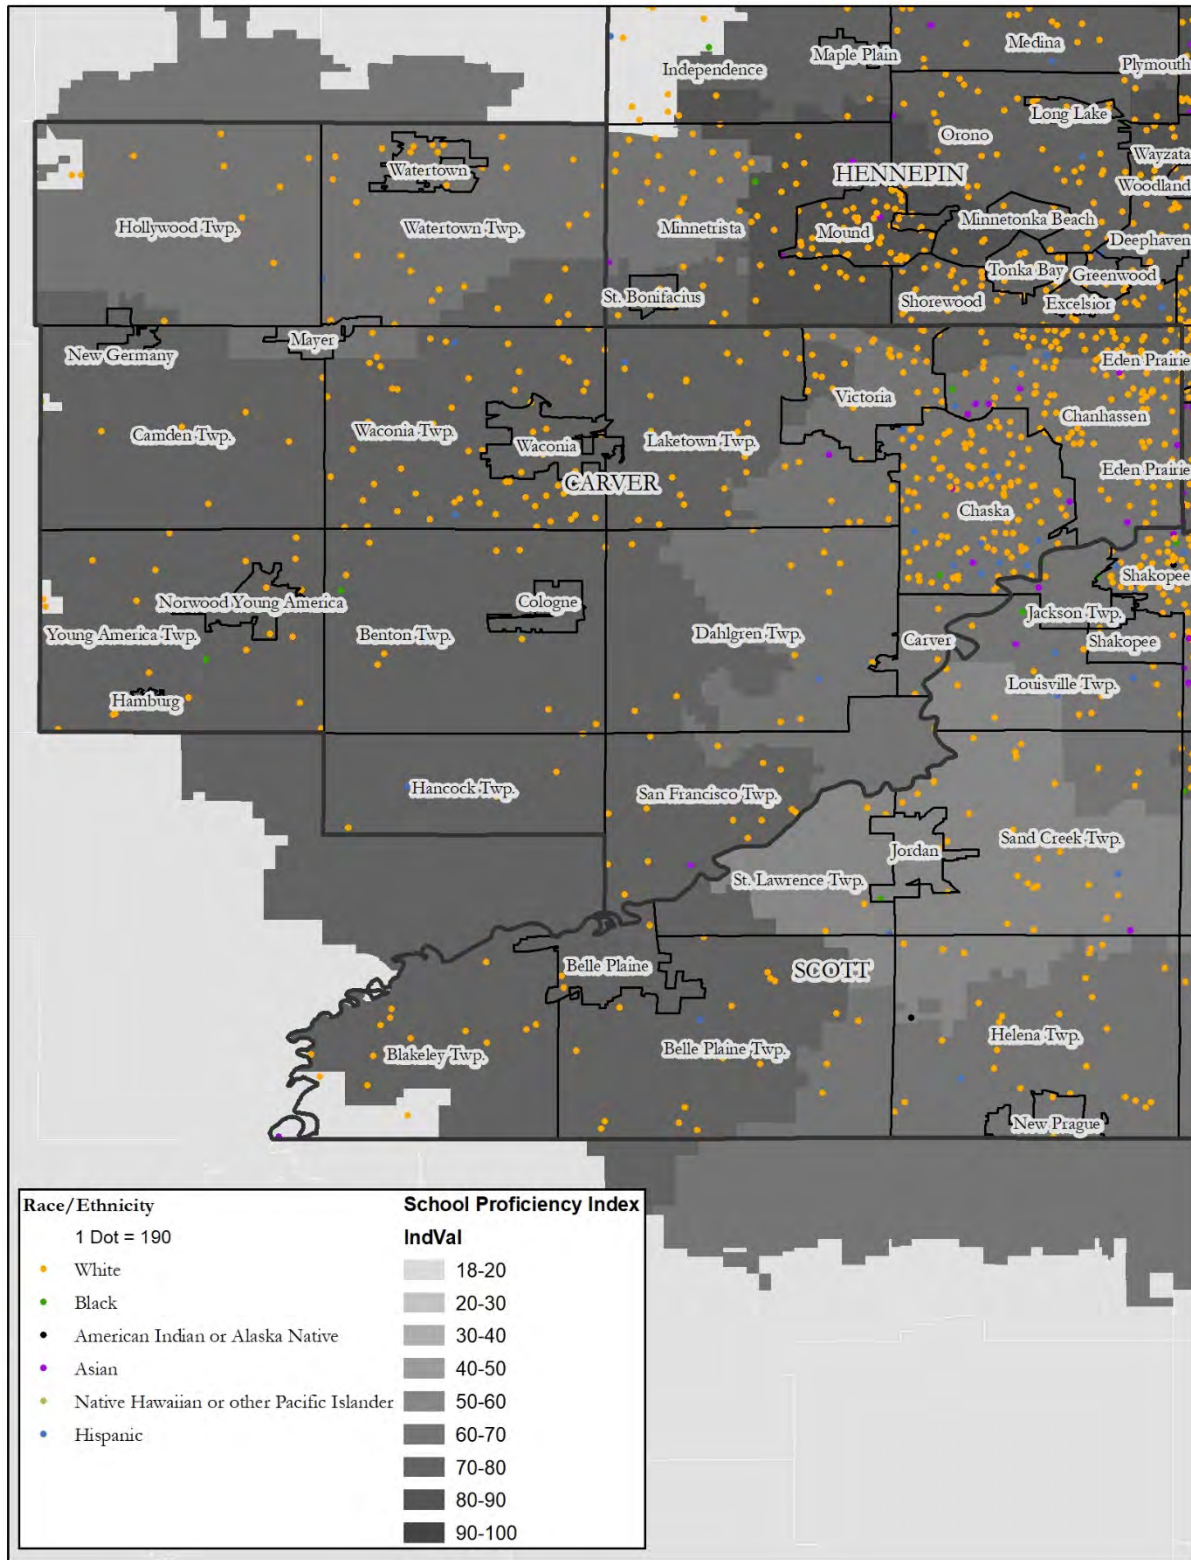 Independence
Maple Plain
Medina
Plymouth
Long Lake
Orono
Wayzata
Woodland
Watertown
HENNEPIN
Hollywood Twp.
Watertown Twp.
Minnetrista
Mound
Minnetonka Beach
Deephaven
Tonka Bay
Greenwood
St. Bonifacius
Shorewood
Excelsior
New Germany
Mayer
Eden Prairie
Victoria
Chanhassen
Camden Twp.
Waconia Twp.
Waconia
Laketown Twp.
Eden Prairie
CARVER
Chaska
Shakopee
Norwood Young America
Cologne
Jackson Twp.
Young America Twp.
Benton Twp.
Dahlgren Twp.
Carver
Shakopee
Louisville Twp.
Hamburg
Hancock Twp.
San Francisco Twp.
Sand Creek Twp.
Jordan
St. Lawrence Twp.
Belle Plaine
SCOTT
Blakeley Twp.
Belle Plaine Twp.
Helena Twp.
New Prague
Race/Ethnicity
1 Dot = 190
White
Black
American Indian or Alaska Native
Asian
Native Hawaiian or other Pacific Islander
Hispanic
School Proficiency Index
IndVal
18-20
20-30
30-40
40-50
50-60
60-70
70-80
80-90
90-100